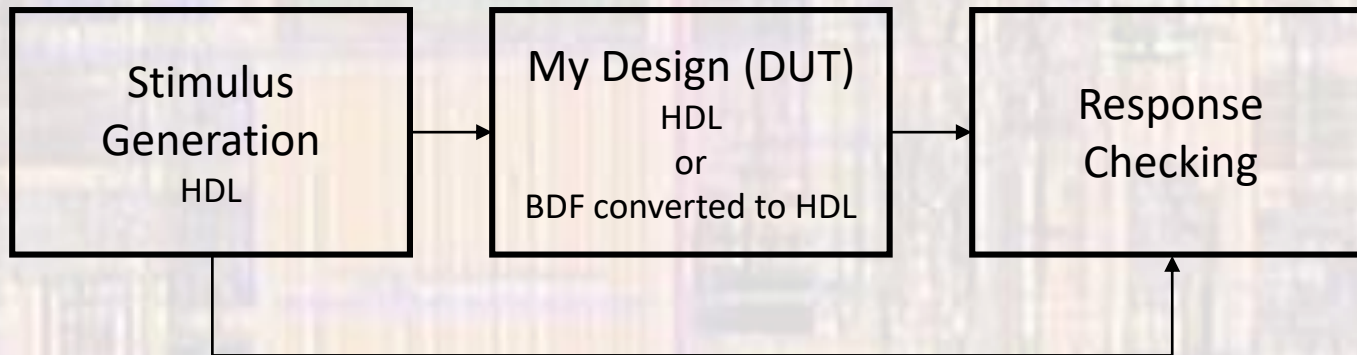 Stimulus
Generation
HDL
My Design (DUT)
HDL
or
BDF converted to HDL
Response
Checking